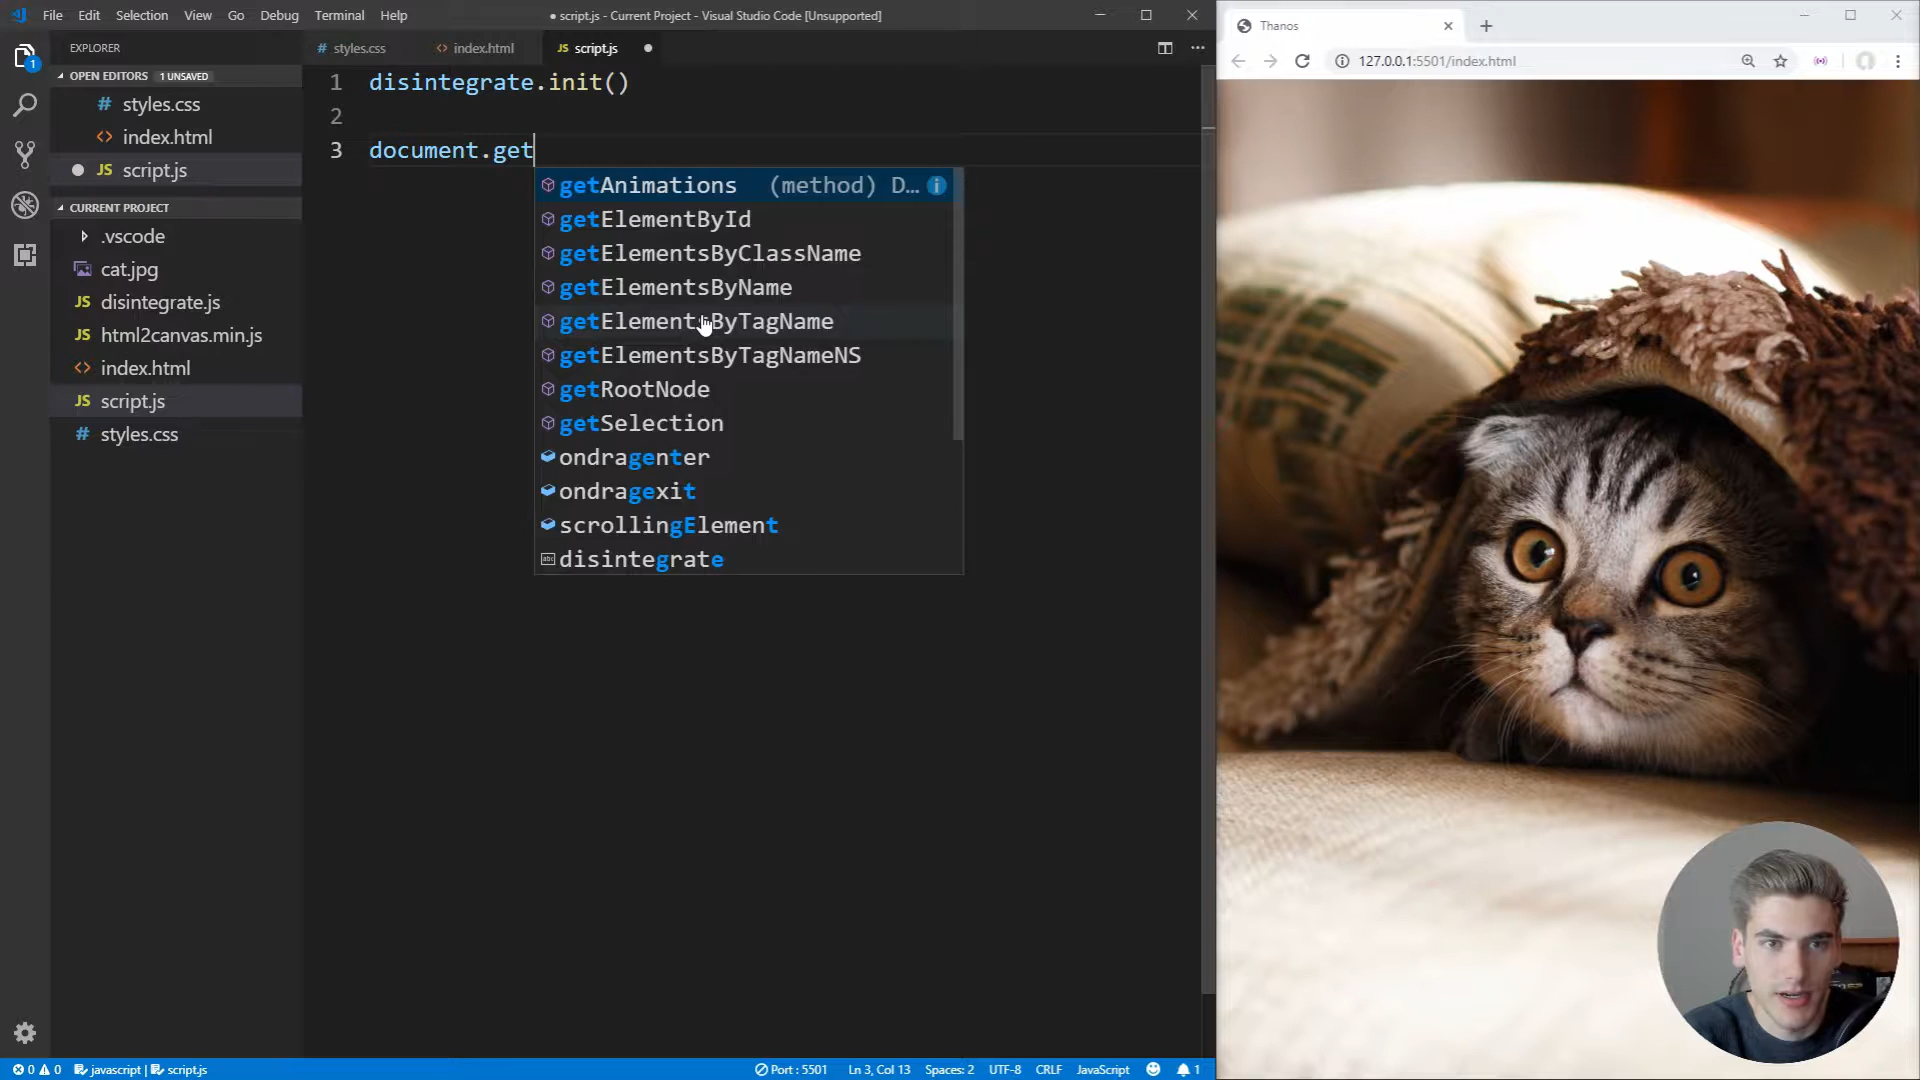 File Edit Selection View Go Debug Terminal Help
● script.js - Current Project - Visual Studio Code [Unsupported]
EXPLORER
OPEN EDITORS 1 UNSAVED
# styles.css
<> index.html
JS script.js
CURRENT PROJECT
.vscode
cat.jpg
JS disintegrate.js
JS html2canvas.min.js
<> index.html
JS script.js
# styles.css
1
# styles.css <> index.html JS script.js
1 disintegrate.init()
2
3 document.get
getAnimations (method) D...
getElementById
getElementsByClassName
getElementsByName
getElementsByTagName
getElementsByTagNameNS
getRootNode
getSelection
ondragenter
ondragexit
scrollingElement
abc disintegrate
Thanos
127.0.0.1:5501/index.html
0 0 javascript | script.js Port : 5501 Ln 3, Col 13 Spaces: 2 UTF-8 CRLF JavaScript 1